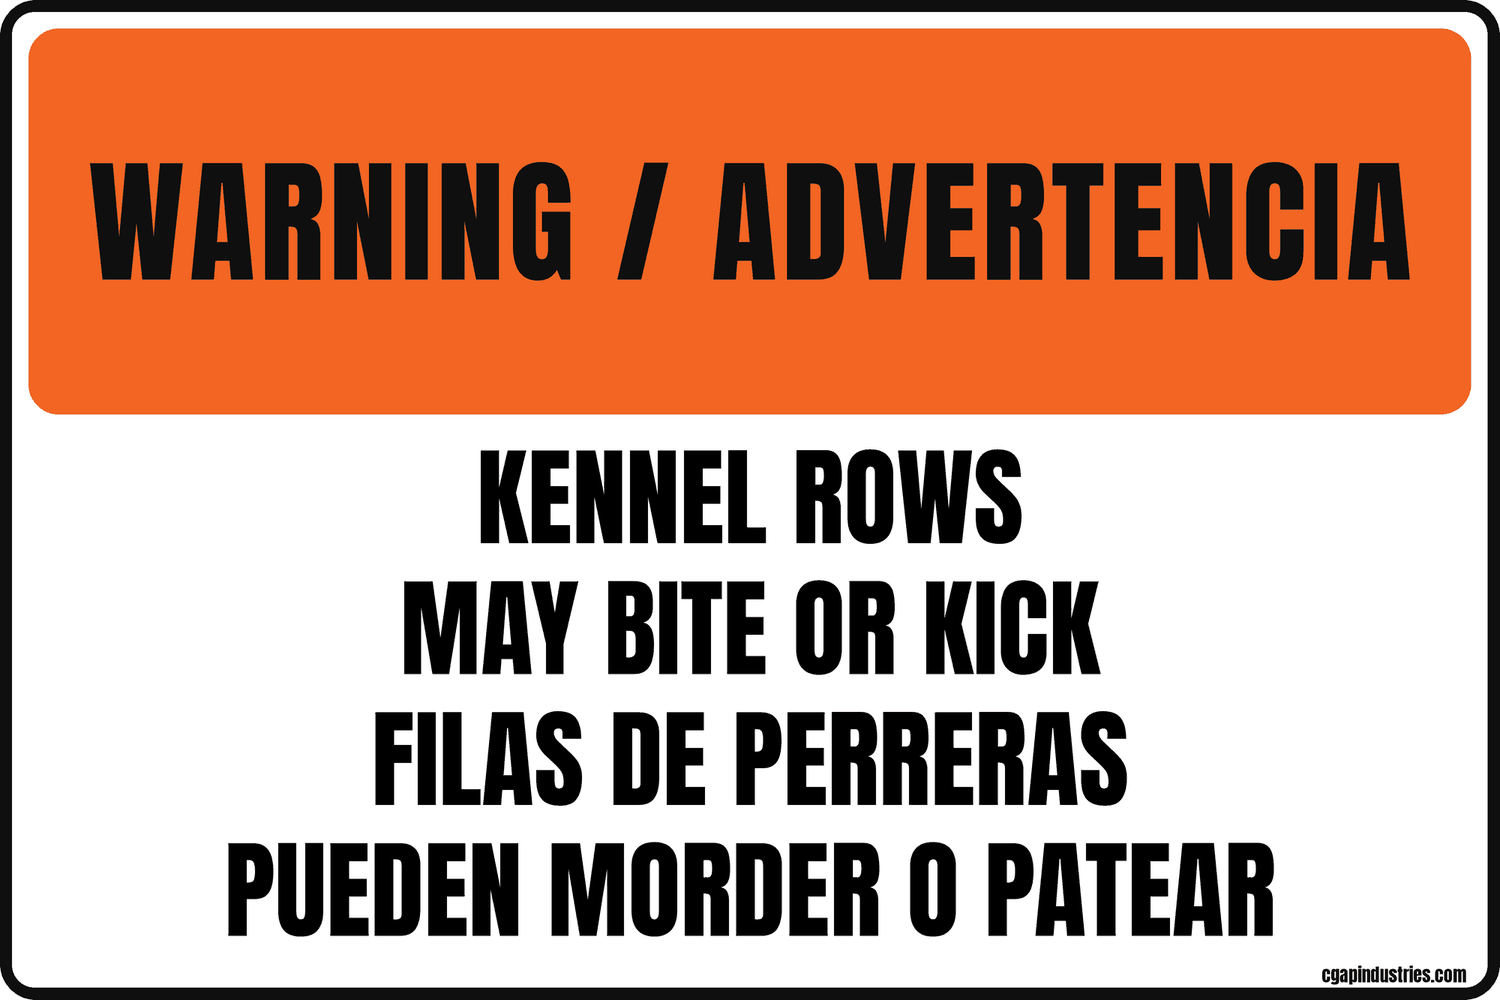 WARNING / ADVERTENCIA
KENNEL ROWS
MAY BITE OR KICK
FILAS DE PERRERAS
PUEDEN MORDER O PATEAR
cgapindustries.com